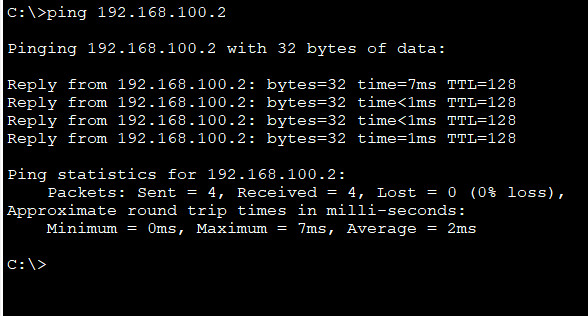 C:\>ping 192.168.100.2
Pinging 192.168.100.2 with 32 bytes of data:
Reply from 192.168.100.2: bytes=32 time=7ms TTL=128
Reply from 192.168.100.2: bytes=32 time<1ms TTL=128
Reply from 192.168.100.2: bytes=32 time<1ms TTL=128
Reply from 192.168.100.2: bytes=32 time=1ms TTL=128
Ping statistics for 192.168.100.2:
    Packets: Sent = 4, Received = 4, Lost = 0 (0% loss),
Approximate round trip times in milli-seconds:
    Minimum = 0ms, Maximum = 7ms, Average = 2ms
C:\>